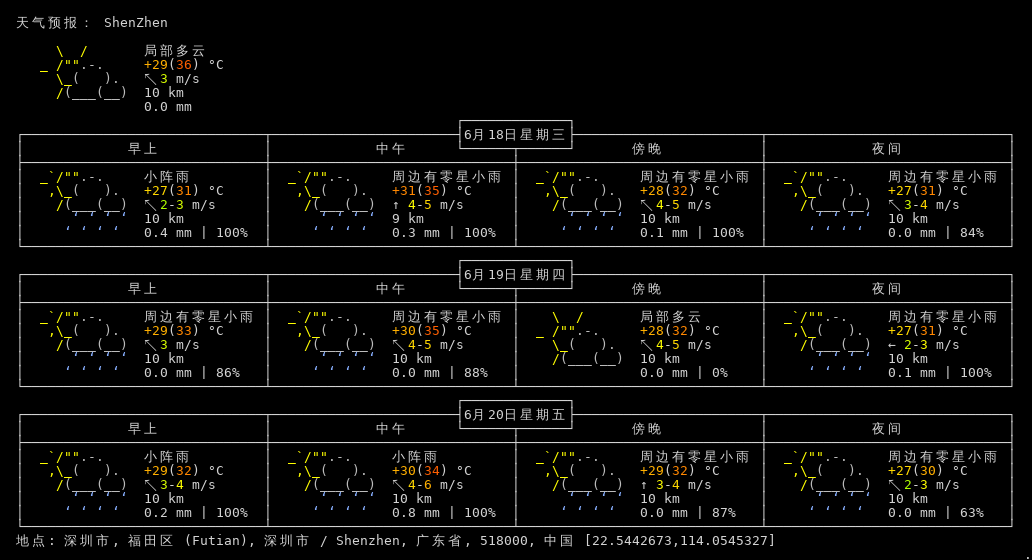 天气预报： ShenZhen
局部多云
+29(36) °C
↖3 m/s
10 km
0.0 mm
6月18日星期三
早上 中午 傍晚 夜间
小阵雨 周边有零星小雨 周边有零星小雨 周边有零星小雨
+27(31) °C +31(35) °C +28(32) °C +27(31) °C
↖2-3 m/s ↑ 4-5 m/s ↖4-5 m/s ↖3-4 m/s
10 km 9 km 10 km 10 km
0.4 mm | 100% 0.3 mm | 100% 0.1 mm | 100% 0.0 mm | 84%
6月19日星期四
早上 中午 傍晚 夜间
周边有零星小雨 周边有零星小雨 局部多云 周边有零星小雨
+29(33) °C +30(35) °C +28(32) °C +27(31) °C
↖3 m/s ↖4-5 m/s ↖4-5 m/s ← 2-3 m/s
10 km 10 km 10 km 10 km
0.0 mm | 86% 0.0 mm | 88% 0.0 mm | 0% 0.1 mm | 100%
6月20日星期五
早上 中午 傍晚 夜间
小阵雨 小阵雨 周边有零星小雨 周边有零星小雨
+29(32) °C +30(34) °C +29(32) °C +27(30) °C
↖3-4 m/s ↖4-6 m/s ↑ 3-4 m/s ↖2-3 m/s
10 km 10 km 10 km 10 km
0.2 mm | 100% 0.8 mm | 100% 0.0 mm | 87% 0.0 mm | 63%
地点: 深圳市, 福田区 (Futian), 深圳市 / Shenzhen, 广东省, 518000, 中国 [22.5442673,114.0545327]